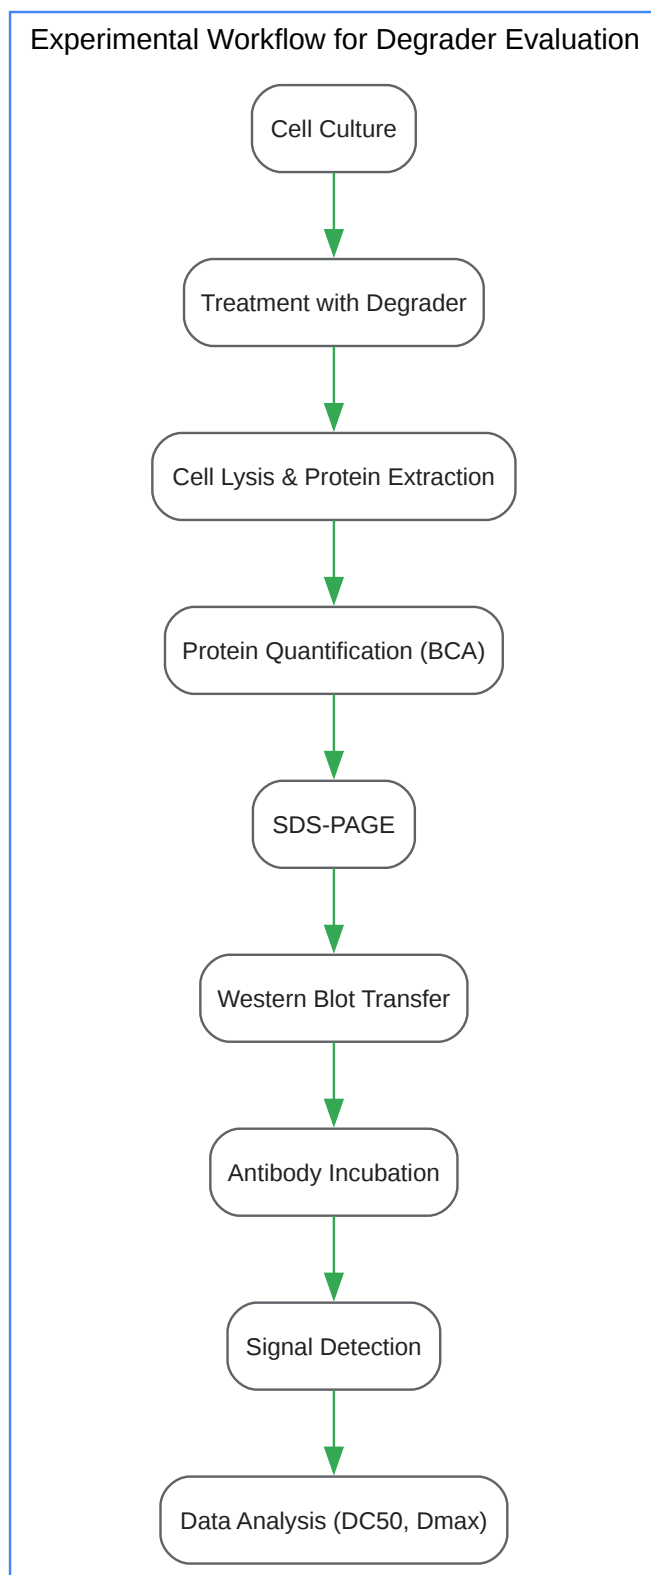 Experimental Workflow for Degrader Evaluation
Cell Culture
Treatment with Degrader
Cell Lysis & Protein Extraction
Protein Quantification (BCA)
SDS-PAGE
Western Blot Transfer
Antibody Incubation
Signal Detection
Data Analysis (DC50, Dmax)